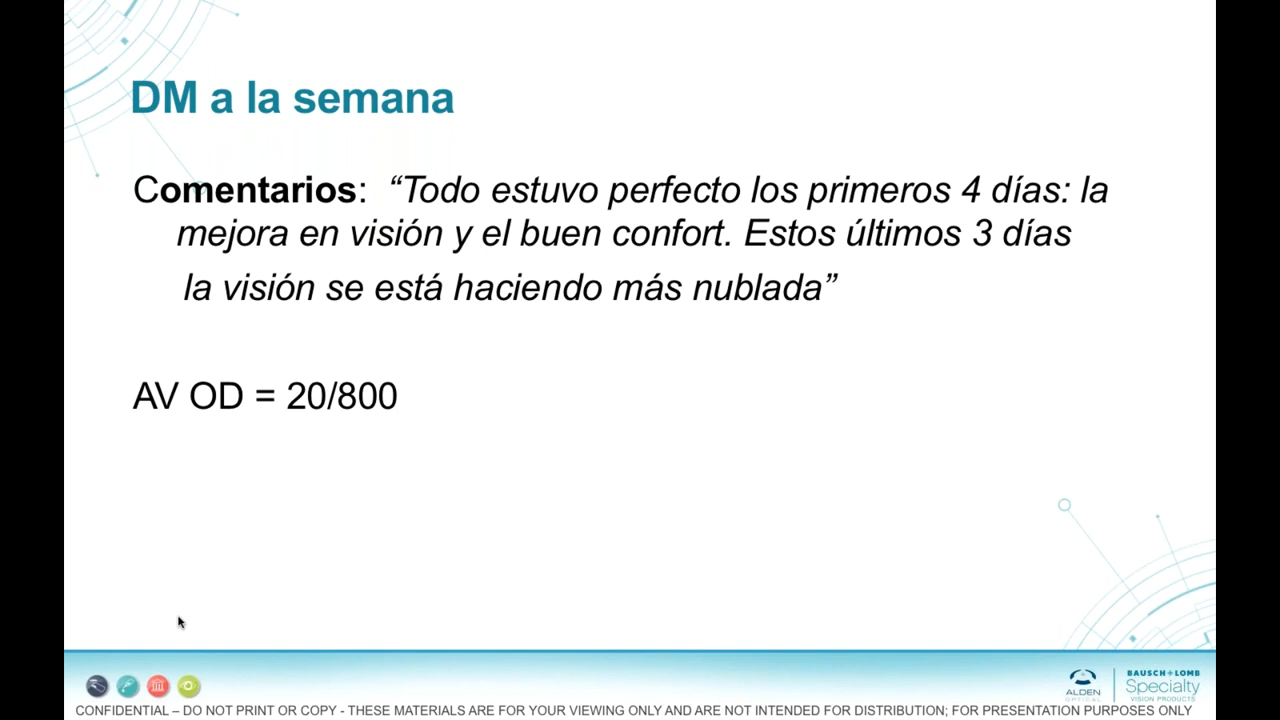 DM a la semana
Comentarios: “Todo estuvo perfecto los primeros 4 días: la
mejora en visión y el buen confort. Estos últimos 3 días
la visión se está haciendo más nublada”
AV OD = 20/800
ALDEN
OPTICAL
BAUSCH + LOMB
Specialty
VISION PRODUCTS
CONFIDENTIAL – DO NOT PRINT OR COPY - THESE MATERIALS ARE FOR YOUR VIEWING ONLY AND ARE NOT INTENDED FOR DISTRIBUTION; FOR PRESENTATION PURPOSES ONLY